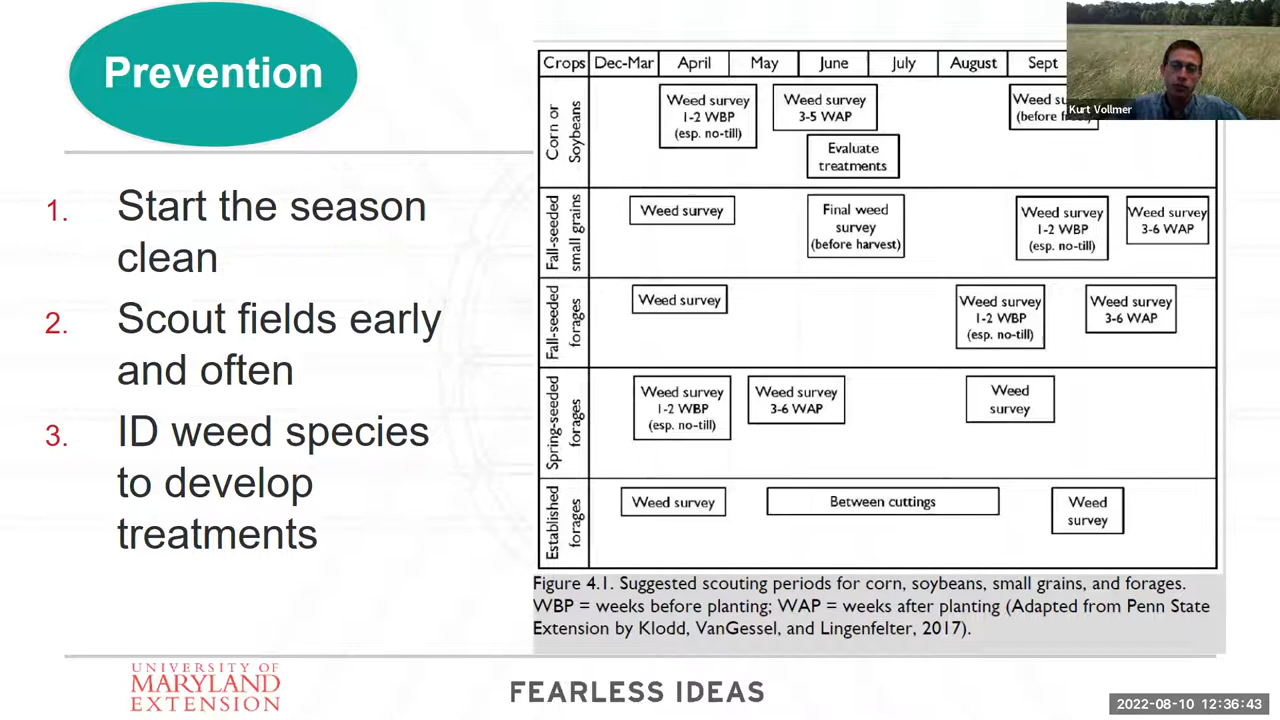 Prevention
1. Start the season
clean
2. Scout fields early
and often
3. ID weed species
to develop
treatments
Crops Dec-Mar April May June July August Sept
Corn or
Soybeans
Weed survey
1-2 WBP
(esp. no-till)
Weed survey
3-5 WAP
Evaluate
treatments
Weed
(before
Fall-seeded
small grains
Weed survey
Final weed
survey
(before harvest)
Weed survey
1-2 WBP
(esp. no-till)
Weed survey
3-6 WAP
Fall-seeded
forages
Weed survey
Weed survey
1-2 WBP
(esp. no-till)
Weed survey
3-6 WAP
Spring-seeded
forages
Weed survey
1-2 WBP
(esp. no-till)
Weed survey
3-6 WAP
Weed
survey
Established
forages
Weed survey
Between cuttings
Weed
survey
Figure 4.1. Suggested scouting periods for corn, soybeans, small grains, and forages.
WBP = weeks before planting; WAP = weeks after planting (Adapted from Penn State
Extension by Klodd, VanGessel, and Lingenfelter, 2017).
Kurt Vollmer
UNIVERSITY OF
MARYLAND
EXTENSION
FEARLESS IDEAS
2022-08-10 12:36:43